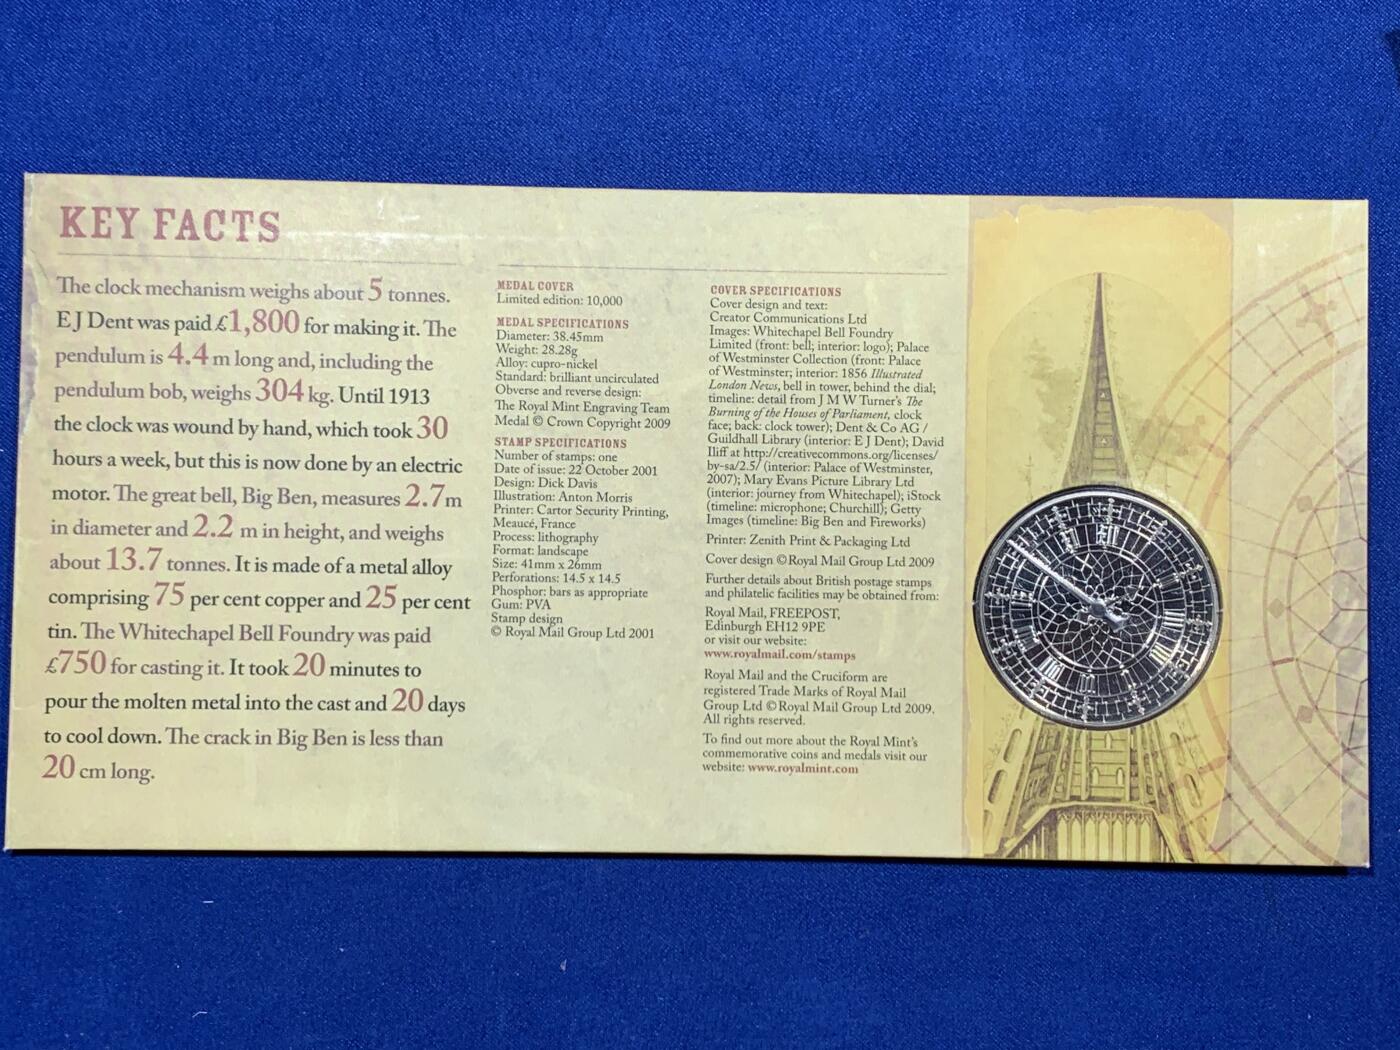 KEY FACTS
The clock mechanism weighs about 5 tonnes.
E J Dent was paid £1,800 for making it. The
pendulum is 4.4 m long and, including the
pendulum bob, weighs 304 kg. Until 1913
the clock was wound by hand, which took 30
hours a week, but this is now done by an electric
motor. The great bell, Big Ben, measures 2.7 m
in diameter and 2.2 m in height, and weighs
about 13.7 tonnes. It is made of a metal alloy
comprising 75 per cent copper and 25 per cent
tin. The Whitechapel Bell Foundry was paid
£750 for casting it. It took 20 minutes to
pour the molten metal into the cast and 20 days
to cool down. The crack in Big Ben is less than
20 cm long.
MEDAL COVER
Limited edition: 10,000
MEDAL SPECIFICATIONS
Diameter: 38.45mm
Weight: 28.28g
Alloy: cupro-nickel
Standard: brilliant uncirculated
Obverse and reverse design:
The Royal Mint Engraving Team
Medal © Crown Copyright 2009
STAMP SPECIFICATIONS
Number of stamps: one
Date of issue: 22 October 2001
Design: Dick Davis
Illustration: Anton Morris
Printer: Cartor Security Printing,
Meaucé, France
Process: lithography
Format: landscape
Size: 41mm x 26mm
Perforations: 14.5 x 14.5
Phosphor: bars as appropriate
Gum: PVA
Stamp design
© Royal Mail Group Ltd 2001
COVER SPECIFICATIONS
Cover design and text:
Creator Communications Ltd
Images: Whitechapel Bell Foundry
Limited (front: bell; interior: logo); Palace
of Westminster Collection (front: Palace
of Westminster; interior: 1856 Illustrated
London News, bell in tower, behind the dial;
timeline: detail from J M W Turner's The
Burning of the Houses of Parliament, clock
face; back: clock tower); Dent & Co AG /
Guildhall Library (interior: E J Dent); David
Iliff at http://creativecommons.org/licenses/
by-sa/2.5/ (interior: Palace of Westminster,
2007); Mary Evans Picture Library Ltd
(interior: journey from Whitechapel); iStock
(timeline: microphone; Churchill); Getty
Images (timeline: Big Ben and Fireworks)
Printer: Zenith Print & Packaging Ltd
Cover design © Royal Mail Group Ltd 2009
Further details about British postage stamps
and philatelic facilities may be obtained from:
Royal Mail, FREEPOST,
Edinburgh EH12 9PE
or visit our website:
www.royalmail.com/stamps
Royal Mail and the Cruciform are
registered Trade Marks of Royal Mail
Group Ltd © Royal Mail Group Ltd 2009.
All rights reserved.
To find out more about the Royal Mint's
commemorative coins and medals visit our
website: www.royalmint.com